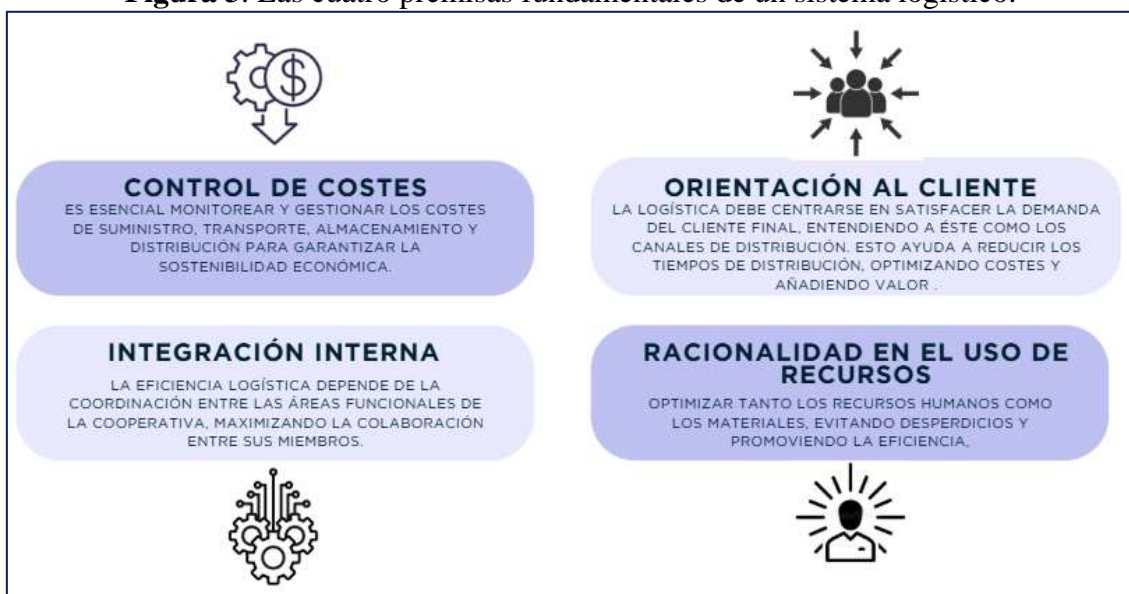 Figura 3. Las cuatro premisas fundamentales de un sistema logístico.
CONTROL DE COSTES
ES ESENCIAL MONITOREAR Y GESTIONAR LOS COSTES
DE SUMINISTRO, TRANSPORTE, ALMACENAMIENTO Y
DISTRIBUCIÓN PARA GARANTIZAR LA
SOSTENIBILIDAD ECONÓMICA.
ORIENTACIÓN AL CLIENTE
LA LOGÍSTICA DEBE CENTRARSE EN SATISFACER LA DEMANDA
DEL CLIENTE FINAL, ENTENDIENDO A ÉSTE COMO LOS
CANALES DE DISTRIBUCIÓN. ESTO AYUDA A REDUCIR LOS
TIEMPOS DE DISTRIBUCIÓN, OPTIMIZANDO COSTES Y
AÑADIENDO VALOR .
INTEGRACIÓN INTERNA
LA EFICIENCIA LOGÍSTICA DEPENDE DE LA
COORDINACIÓN ENTRE LAS ÁREAS FUNCIONALES DE
LA COOPERATIVA, MAXIMIZANDO LA COLABORACIÓN
ENTRE SUS MIEMBROS.
RACIONALIDAD EN EL USO DE
RECURSOS
OPTIMIZAR TANTO LOS RECURSOS HUMANOS COMO
LOS MATERIALES, EVITANDO DESPERDICIOS Y
PROMOVIENDO LA EFICIENCIA.